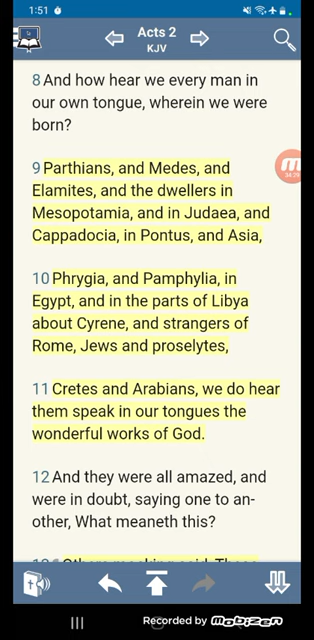 1:51
Acts 2
KJV
8 And how hear we every man in
our own tongue, wherein we were
born?
9 Parthians, and Medes, and
Elamites, and the dwellers in
Mesopotamia, and in Judaea, and
Cappadocia, in Pontus, and Asia,
10 Phrygia, and Pamphylia, in
Egypt, and in the parts of Libya
about Cyrene, and strangers of
Rome, Jews and proselytes,
11 Cretes and Arabians, we do hear
them speak in our tongues the
wonderful works of God.
12 And they were all amazed, and
were in doubt, saying one to an-
other, What meaneth this?
Others mocking said, These
Recorded by Mobizen